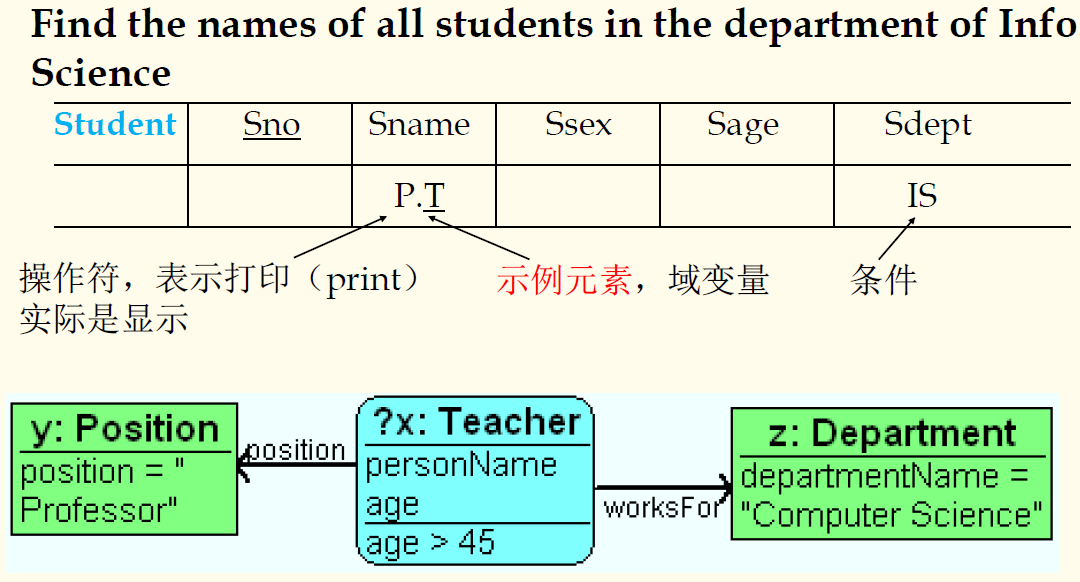 Find the names of all students in the department of Info
Science
Student Sno Sname Ssex Sage Sdept
P.T IS
操作符，表示打印（print） 示例元素，域变量 条件
实际是显示
y: Position
position = "
Professor"
position
?x: Teacher
personName
age
age > 45
worksFor
z: Department
departmentName =
"Computer Science"